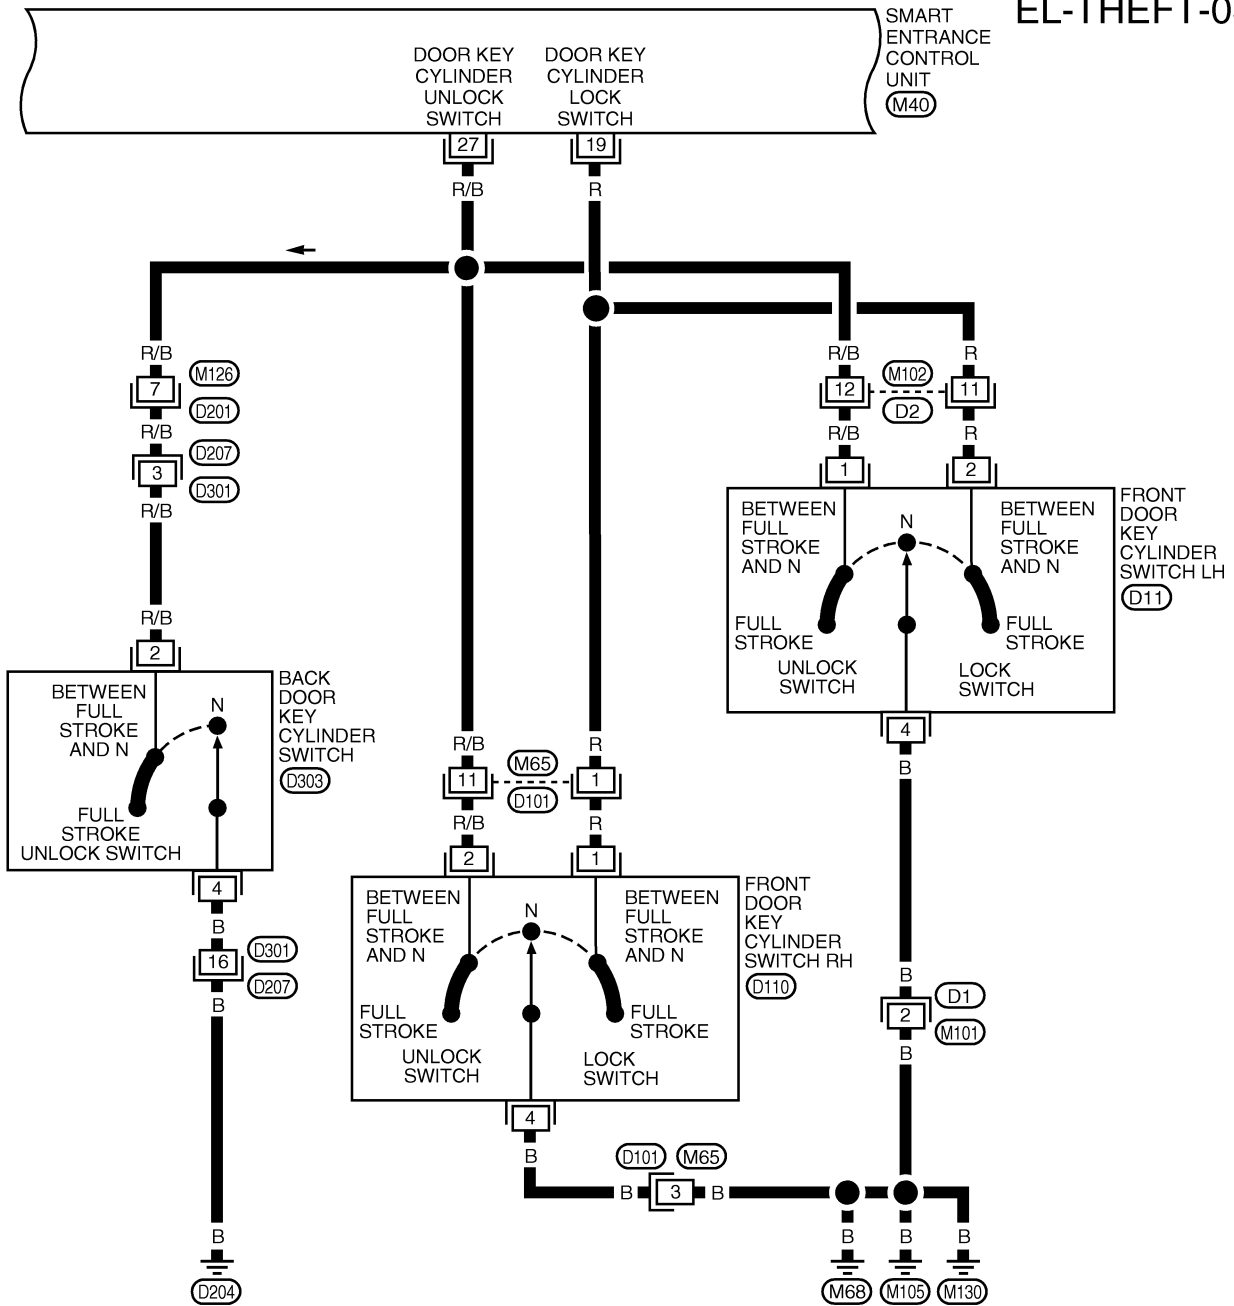 EL-THEFT-0
SMART
ENTRANCE
CONTROL
UNIT
M40
DOOR KEY
CYLINDER
UNLOCK
SWITCH
DOOR KEY
CYLINDER
LOCK
SWITCH
27
19
R/B
R
R/B
R/B
R
7
M126
D201
12
M102
D2
11
R/B
R/B
R
3
D207
D301
1
2
R/B
BETWEEN
FULL
STROKE
AND N
N
BETWEEN
FULL
STROKE
AND N
FULL
STROKE
FULL
STROKE
UNLOCK
SWITCH
LOCK
SWITCH
FRONT
DOOR
KEY
CYLINDER
SWITCH LH
D11
R/B
2
BETWEEN
FULL
STROKE
AND N
N
FULL
STROKE
UNLOCK SWITCH
BACK
DOOR
KEY
CYLINDER
SWITCH
D303
4
B
R/B
R
11
M65
D101
1
R/B
R
2
1
4
B
16
D301
D207
B
BETWEEN
FULL
STROKE
AND N
N
BETWEEN
FULL
STROKE
AND N
FULL
STROKE
FULL
STROKE
UNLOCK
SWITCH
LOCK
SWITCH
FRONT
DOOR
KEY
CYLINDER
SWITCH RH
D110
B
2
D1
M101
B
4
B
D101
M65
B
3
B
B
B
B
B
D204
M68
M105
M130